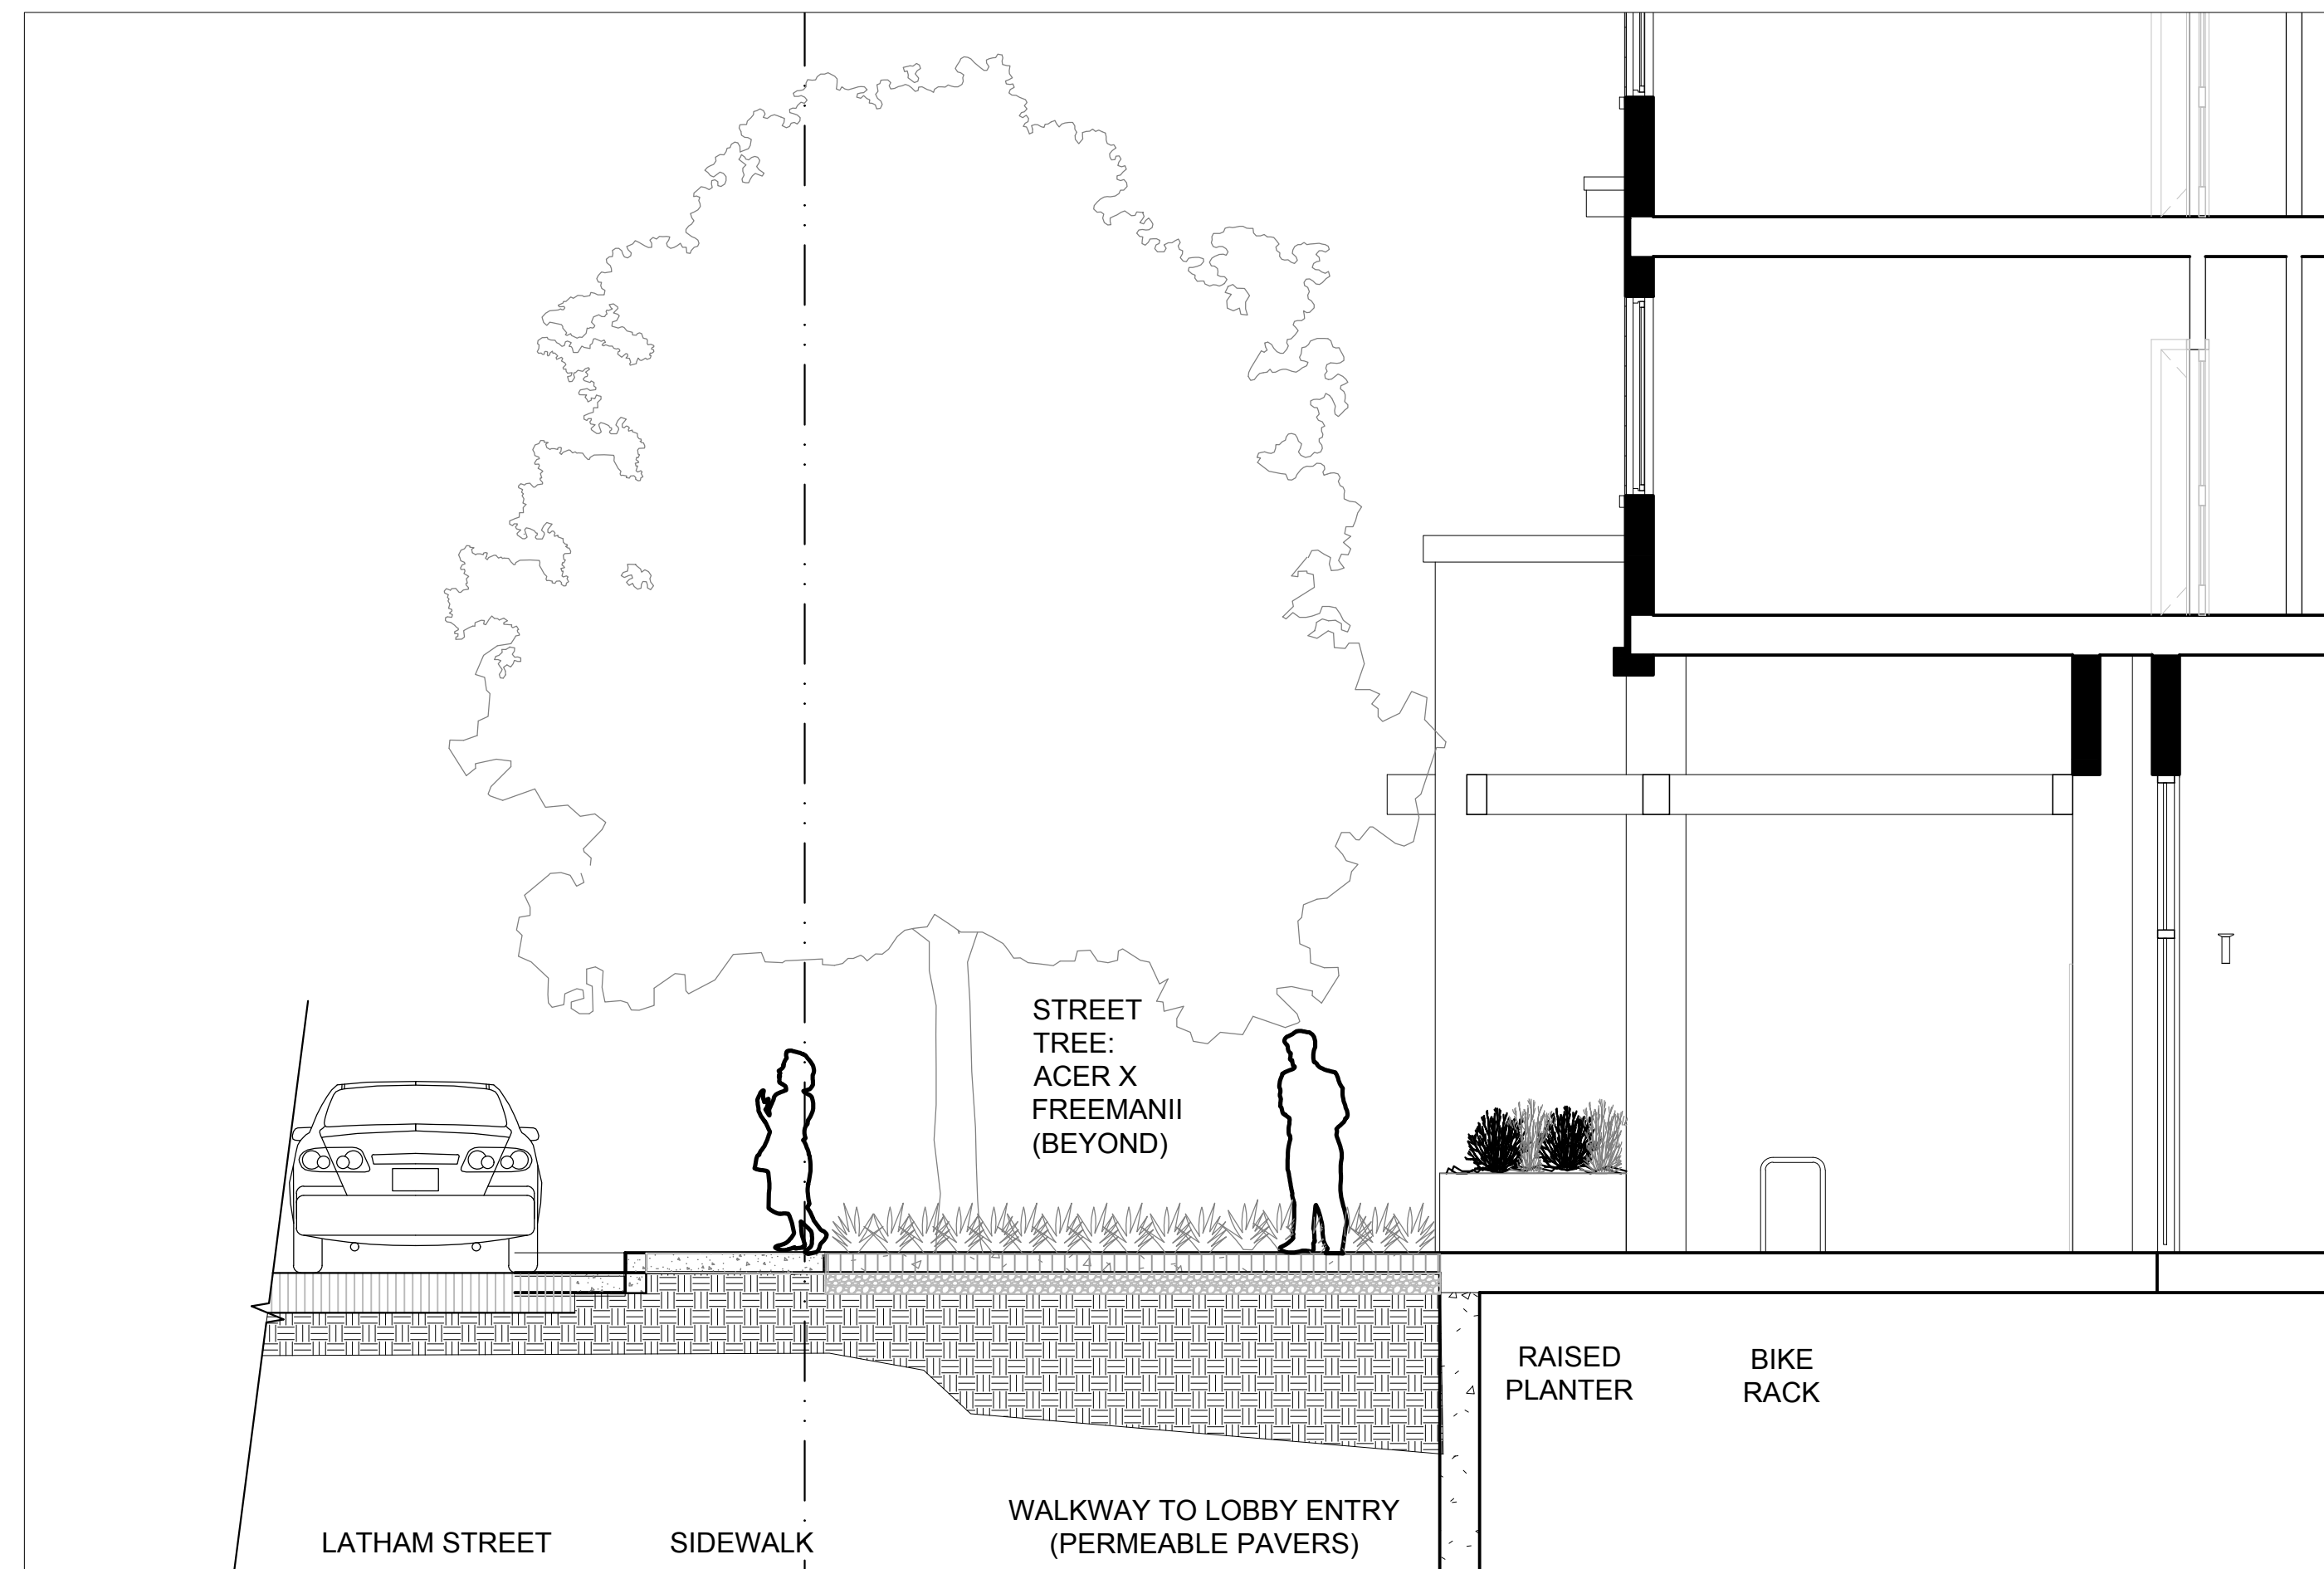 STREET
TREE:
ACER X
FREEMANII
(BEYOND)
RAISED
PLANTER
BIKE
RACK
WALKWAY TO LOBBY ENTRY
(PERMEABLE PAVERS)
LATHAM STREET
SIDEWALK